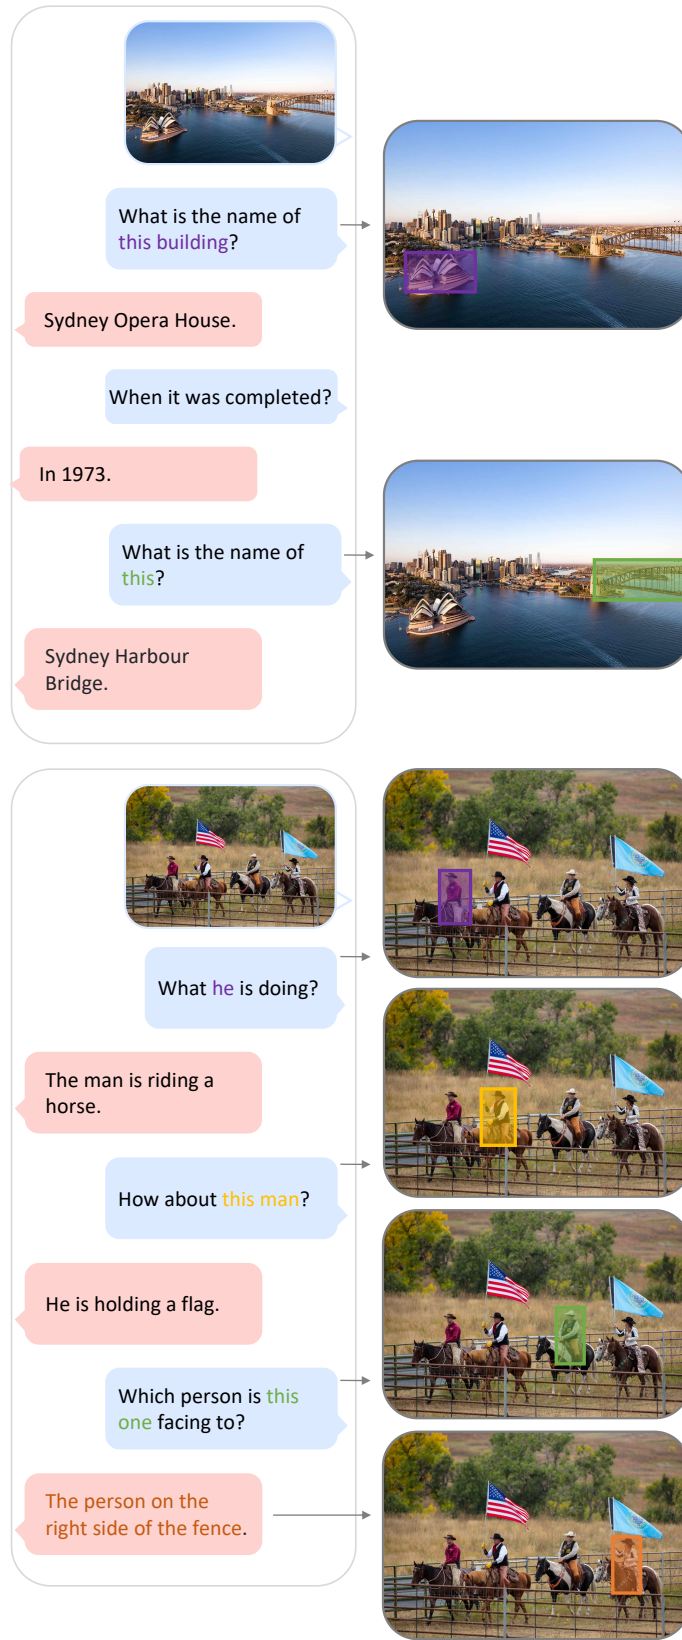 What is the name of
this building?
Sydney Opera House.
When it was completed?
In 1973.
What is the name of
this?
Sydney Harbour
Bridge.
What he is doing?
The man is riding a
horse.
How about this man?
He is holding a flag.
Which person is this
one facing to?
The person on the
right side of the fence.